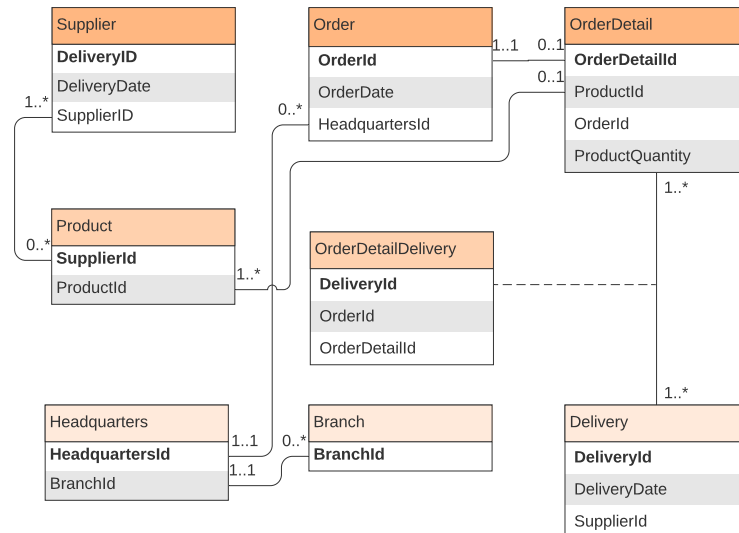 Supplier
DeliveryID
DeliveryDate
SupplierID
1..*
Order
OrderId
OrderDate
HeadquartersId
1..1
0..*
OrderDetail
OrderDetailId
ProductId
OrderId
ProductQuantity
0..1
0..1
1..*
Product
SupplierId
ProductId
0..*
1..*
OrderDetailDelivery
DeliveryId
OrderId
OrderDetailId
Headquarters
HeadquartersId
BranchId
1..1
1..1
Branch
BranchId
0..*
Delivery
DeliveryId
DeliveryDate
SupplierId
1..*